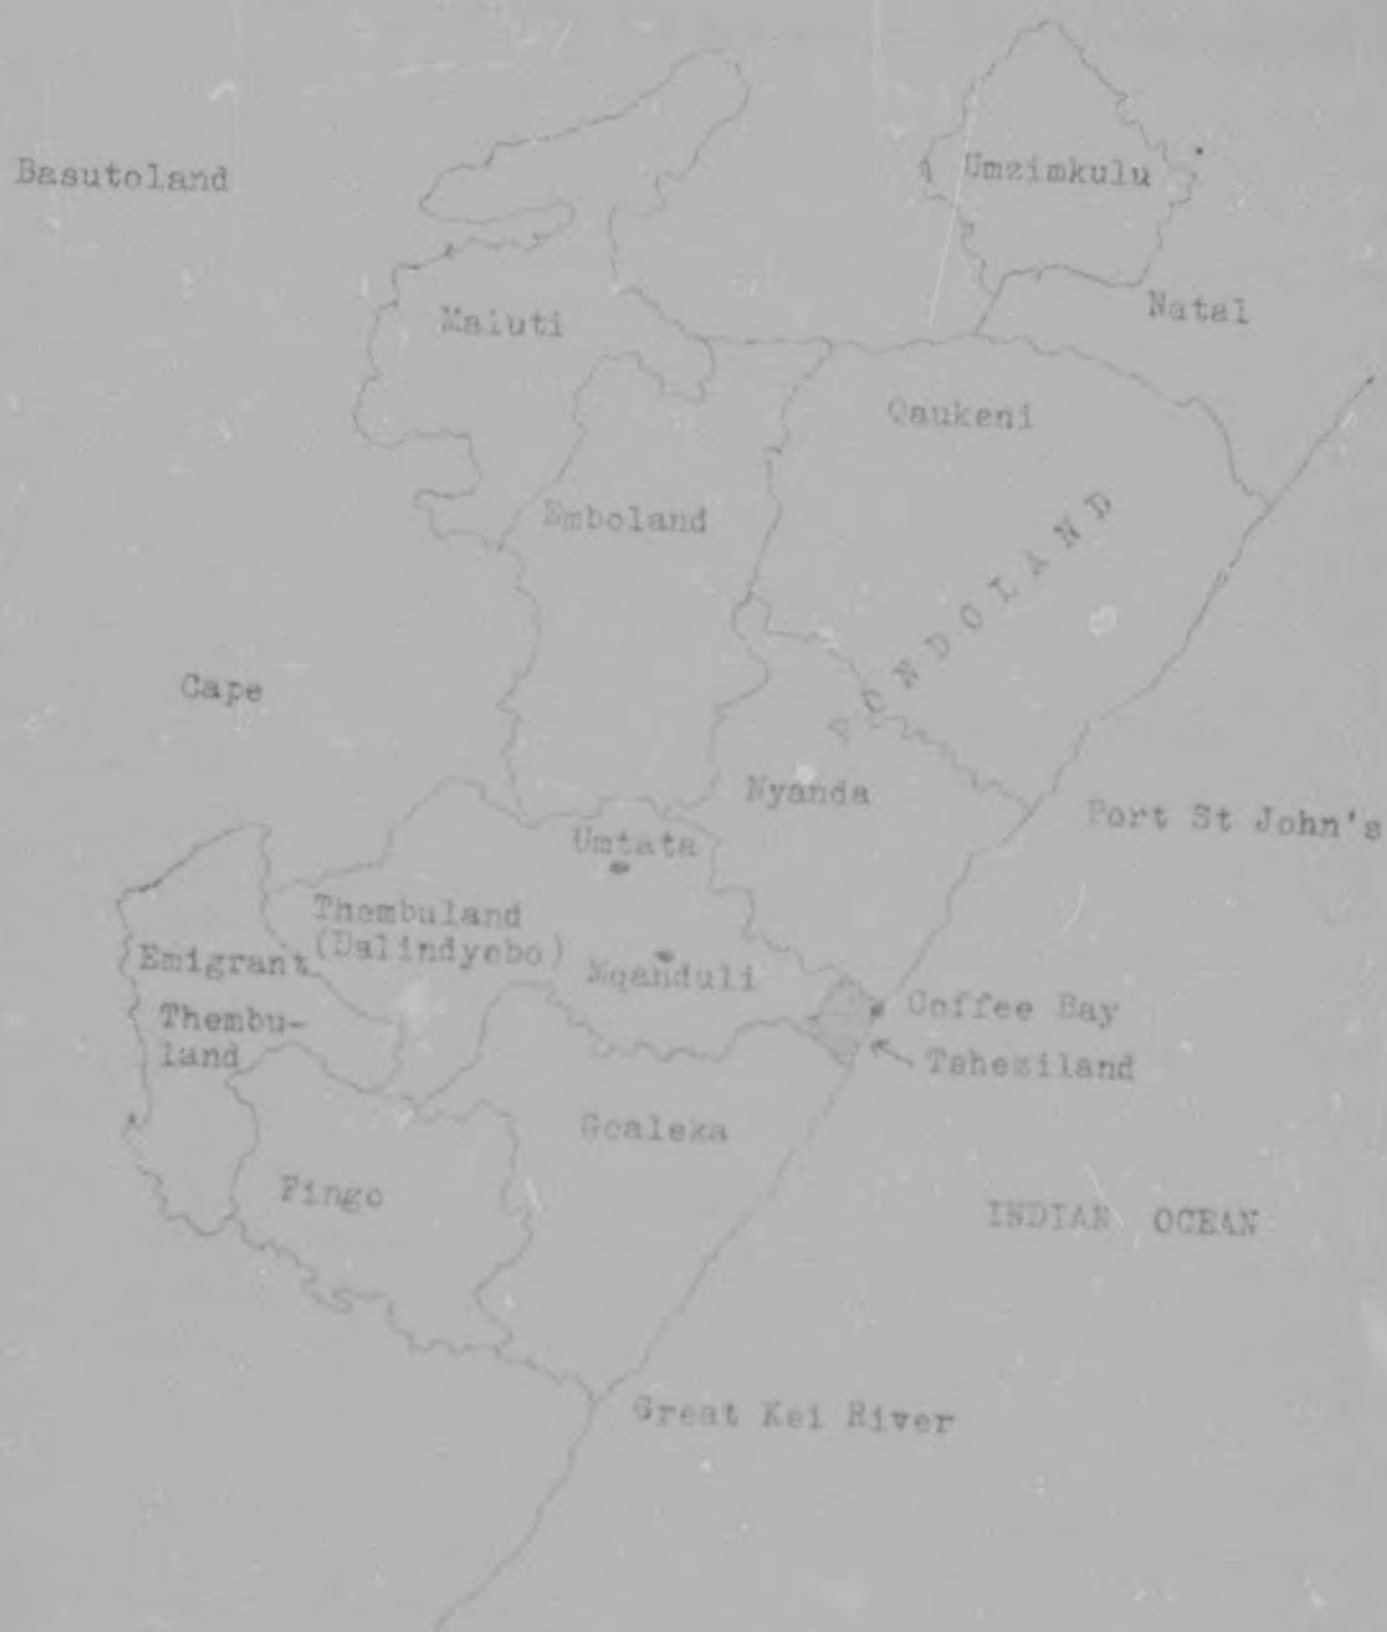 Basutoland
Umzimkulu
Maluti
Natal
Qaukeni
Emboland
PONDOLAND
Cape
Nyanda
Port St John's
Umtata
Thembuland
(Dalindyebo)
Emigrant
Mqanduli
Thembu-
land
Coffee Bay
Tsheziland
Gcaleka
Fingo
INDIAN OCEAN
Great Kei River